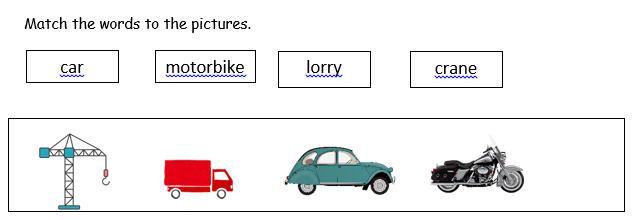 Match the words to the pictures.
car motorbike lorry crane